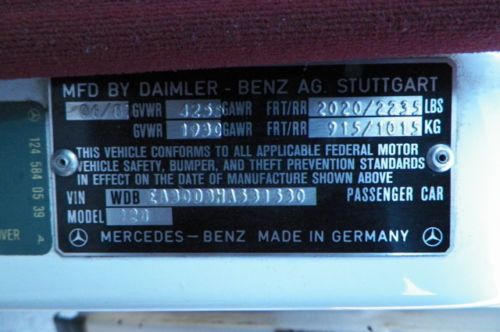 MFD BY DAIMLER - BENZ AG. STUTTGART
GVWR 4255 GAWR FRT/RR 2020/2235 LBS
GVWR 1930 GAWR FRT/RR 915/1015 KG
THIS VEHICLE CONFORMS TO ALL APPLICABLE FEDERAL MOTOR
VEHICLE SAFETY, BUMPER, AND THEFT PREVENTION STANDARDS
IN EFFECT ON THE DATE OF MANUFACTURE SHOWN ABOVE
VIN WDB PASSENGER CAR
MODEL
MERCEDES-BENZ MADE IN GERMANY
124 584 05 39 A
VER